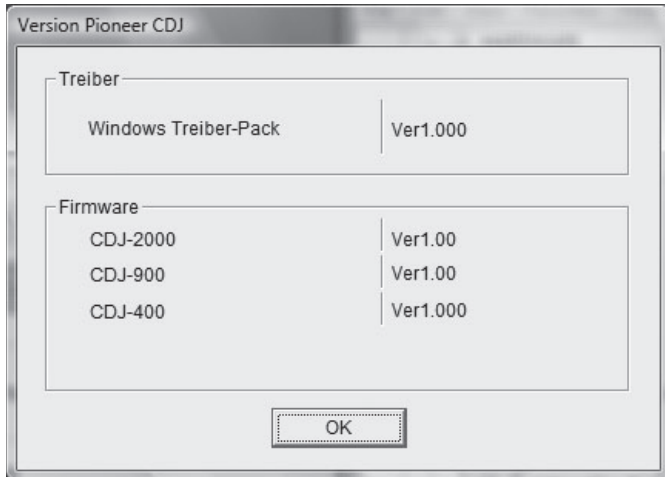 Version Pioneer CDJ
Treiber
Windows Treiber-Pack Ver1.000
Firmware
CDJ-2000 Ver1.00
CDJ-900 Ver1.00
CDJ-400 Ver1.000
OK